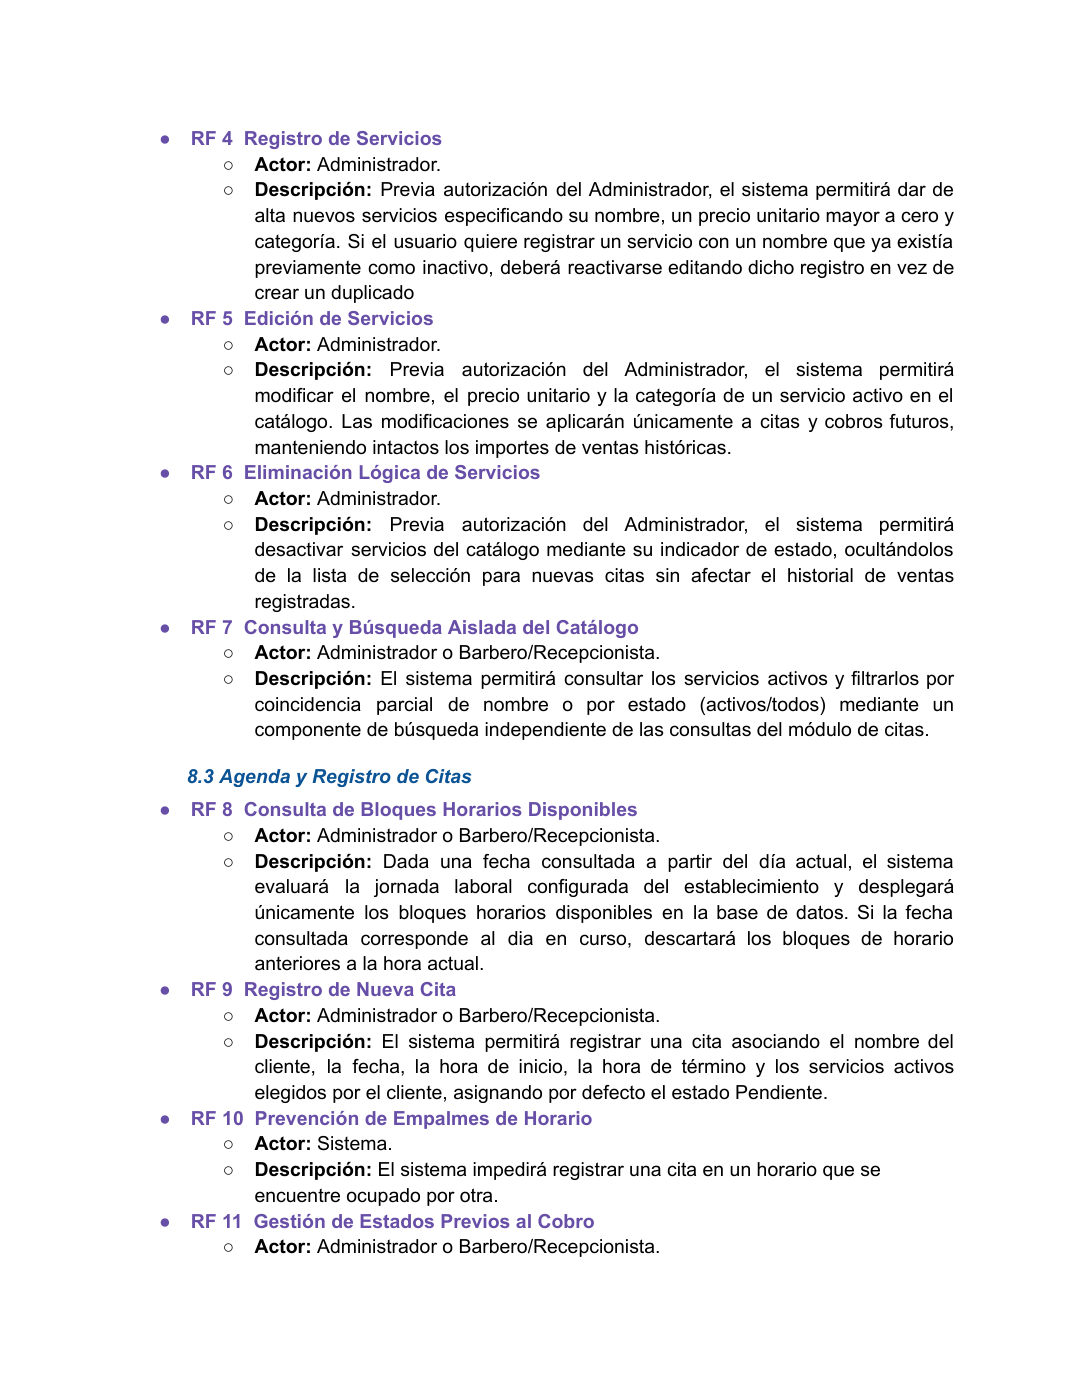 ● RF 4 Registro de Servicios
○ Actor: Administrador.
○ Descripción: Previa autorización del Administrador, el sistema permitirá dar de
alta nuevos servicios especificando su nombre, un precio unitario mayor a cero y
categoría. Si el usuario quiere registrar un servicio con un nombre que ya existía
previamente como inactivo, deberá reactivarse editando dicho registro en vez de
crear un duplicado
● RF 5 Edición de Servicios
○ Actor: Administrador.
○ Descripción: Previa autorización del Administrador, el sistema permitirá
modificar el nombre, el precio unitario y la categoría de un servicio activo en el
catálogo. Las modificaciones se aplicarán únicamente a citas y cobros futuros,
manteniendo intactos los importes de ventas históricas.
● RF 6 Eliminación Lógica de Servicios
○ Actor: Administrador.
○ Descripción: Previa autorización del Administrador, el sistema permitirá
desactivar servicios del catálogo mediante su indicador de estado, ocultándolos
de la lista de selección para nuevas citas sin afectar el historial de ventas
registradas.
● RF 7 Consulta y Búsqueda Aislada del Catálogo
○ Actor: Administrador o Barbero/Recepcionista.
○ Descripción: El sistema permitirá consultar los servicios activos y filtrarlos por
coincidencia parcial de nombre o por estado (activos/todos) mediante un
componente de búsqueda independiente de las consultas del módulo de citas.
8.3 Agenda y Registro de Citas
● RF 8 Consulta de Bloques Horarios Disponibles
○ Actor: Administrador o Barbero/Recepcionista.
○ Descripción: Dada una fecha consultada a partir del día actual, el sistema
evaluará la jornada laboral configurada del establecimiento y desplegará
únicamente los bloques horarios disponibles en la base de datos. Si la fecha
consultada corresponde al dia en curso, descartará los bloques de horario
anteriores a la hora actual.
● RF 9 Registro de Nueva Cita
○ Actor: Administrador o Barbero/Recepcionista.
○ Descripción: El sistema permitirá registrar una cita asociando el nombre del
cliente, la fecha, la hora de inicio, la hora de término y los servicios activos
elegidos por el cliente, asignando por defecto el estado Pendiente.
● RF 10 Prevención de Empalmes de Horario
○ Actor: Sistema.
○ Descripción: El sistema impedirá registrar una cita en un horario que se
encuentre ocupado por otra.
● RF 11 Gestión de Estados Previos al Cobro
○ Actor: Administrador o Barbero/Recepcionista.